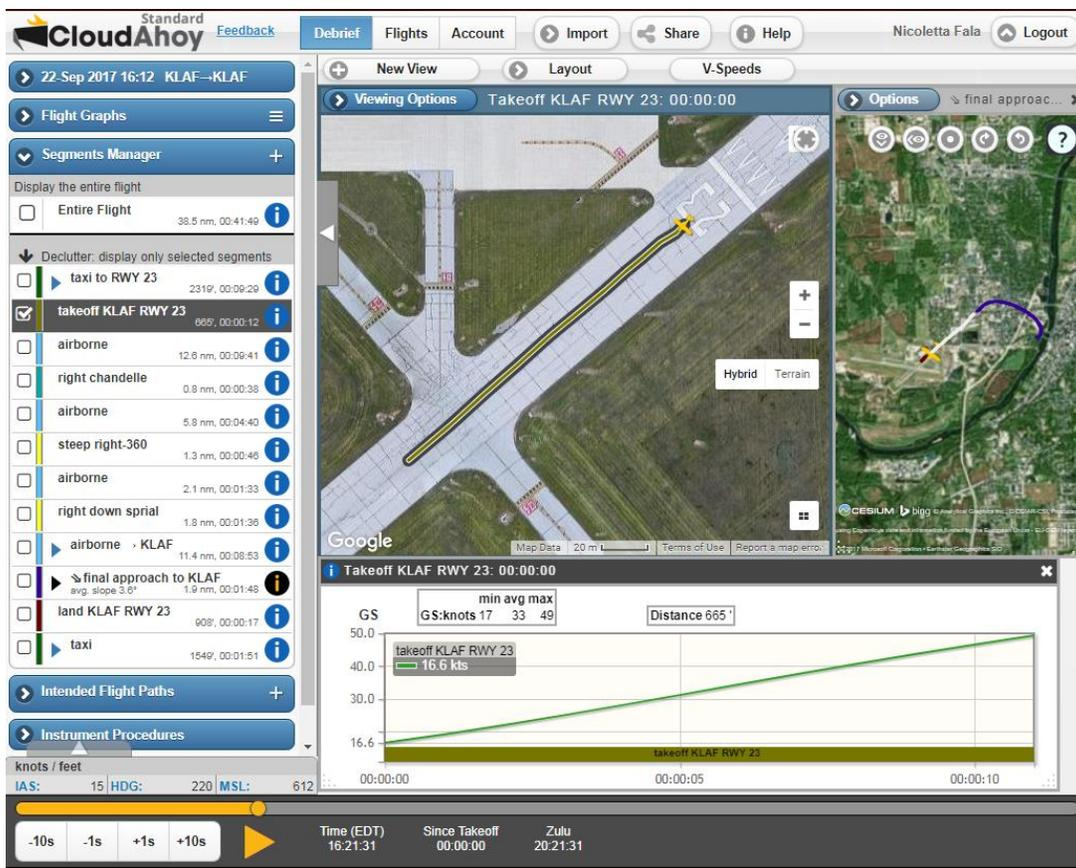 Standard
CloudAhoy
Feedback
Debrief
Flights
Account
Import
Share
Help
Nicoletta Fala
Logout
22-Sep 2017 16:12 KLAF→KLAF
Flight Graphs
Segments Manager
Display the entire flight
Entire Flight
38.5 nm, 00:41:49
Declutter: display only selected segments
taxi to RWY 23
2319', 00:09:29
takeoff KLAF RWY 23
665', 00:00:12
airborne
12.6 nm, 00:09:41
right chandelle
0.8 nm, 00:00:38
airborne
5.8 nm, 00:04:40
steep right-360
1.3 nm, 00:00:46
airborne
2.1 nm, 00:01:33
right down sprial
1.8 nm, 00:01:36
airborne › KLAF
11.4 nm, 00:08:53
final approach to KLAF
avg. slope 3.6° 1.9 nm, 00:01:48
land KLAF RWY 23
908', 00:00:17
taxi
1549', 00:01:51
Intended Flight Paths
Instrument Procedures
knots / feet
IAS: 15 HDG: 220 MSL: 612
New View
Layout
V-Speeds
Viewing Options
Takeoff KLAF RWY 23: 00:00:00
23
+
−
Hybrid Terrain
Google
Map Data 20 m Terms of Use Report a map error
Options
final approac...
?
CESIUM bing
Takeoff KLAF RWY 23: 00:00:00
min avg max
GS:knots 17 33 49
Distance 665 '
GS
50.0
40.0
30.0
16.6
takeoff KLAF RWY 23
16.6 kts
takeoff KLAF RWY 23
00:00:00
00:00:05
00:00:10
-10s -1s +1s +10s
Time (EDT)
16:21:31
Since Takeoff
00:00:00
Zulu
20:21:31